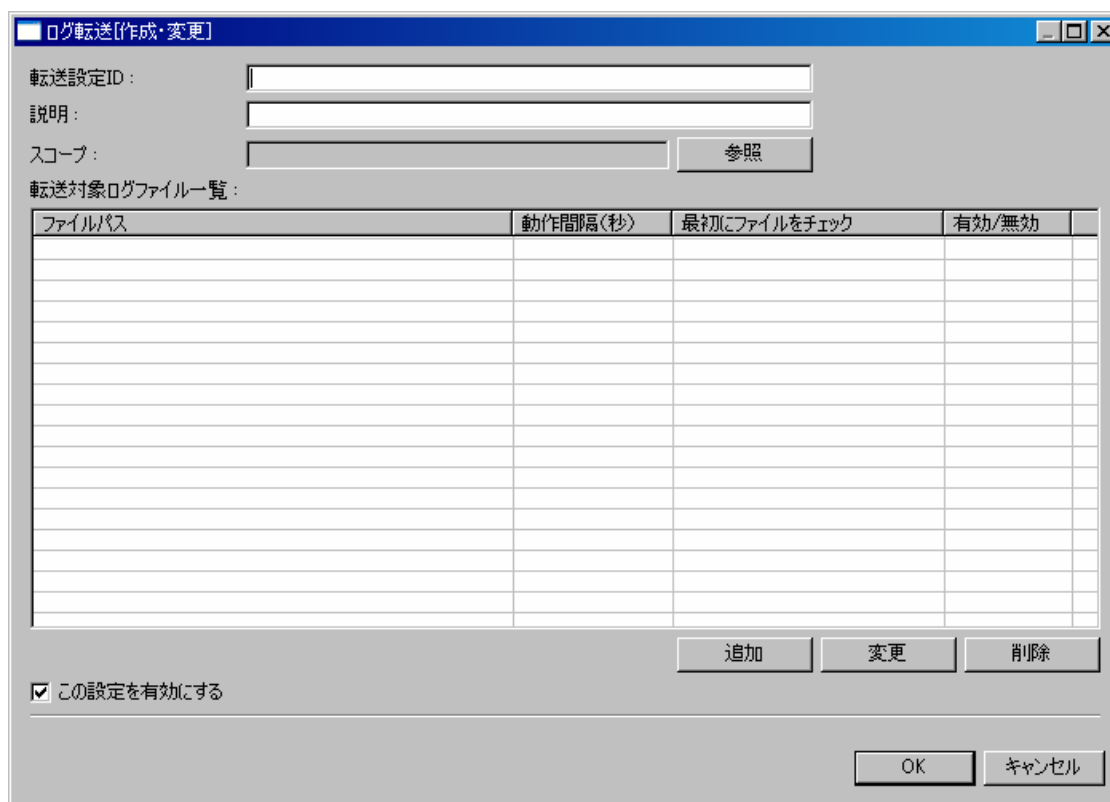 ログ転送[作成・変更]
転送設定ID：
説明：
スコープ： 参照
転送対象ログファイル一覧：
ファイルパス 動作間隔(秒) 最初にファイルをチェック 有効/無効
追加 変更 削除
この設定を有効にする
OK キャンセル